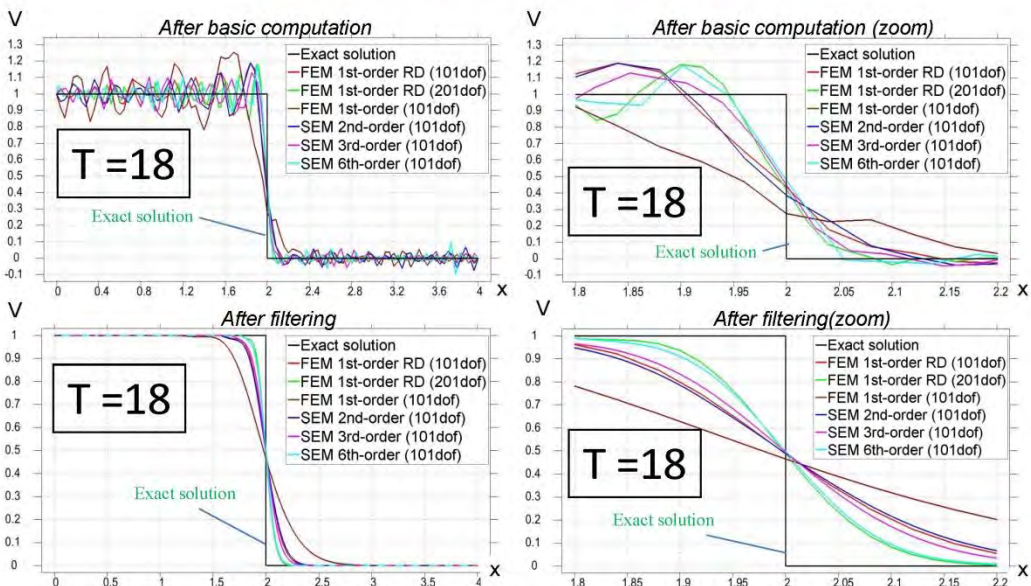 After basic computation
V
1.3
1.2
1.1
1
0.9
0.8
0.7
0.6
0.5
0.4
0.3
0.2
0.1
0
-0.1
Exact solution
FEM 1st-order RD (101dof)
FEM 1st-order RD (201dof)
FEM 1st-order (101dof)
SEM 2nd-order (101dof)
SEM 3rd-order (101dof)
SEM 6th-order (101dof)
T =18
Exact solution
0 0.4 0.8 1.2 1.6 2 2.4 2.8 3.2 3.6 4 x
After basic computation (zoom)
V
1.3
1.2
1.1
1
0.9
0.8
0.7
0.6
0.5
0.4
0.3
0.2
0.1
0
-0.1
Exact solution
FEM 1st-order RD (101dof)
FEM 1st-order RD (201dof)
FEM 1st-order (101dof)
SEM 2nd-order (101dof)
SEM 3rd-order (101dof)
SEM 6th-order (101dof)
T =18
Exact solution
1.8 1.85 1.9 1.95 2 2.05 2.1 2.15 2.2 x
After filtering
V
1
0.9
0.8
0.7
0.6
0.5
0.4
0.3
0.2
0.1
0
Exact solution
FEM 1st-order RD (101dof)
FEM 1st-order RD (201dof)
FEM 1st-order (101dof)
SEM 2nd-order (101dof)
SEM 3rd-order (101dof)
SEM 6th-order (101dof)
T =18
Exact solution
0 0.5 1 1.5 2 2.5 3 3.5 4 x
After filtering(zoom)
V
1
0.9
0.8
0.7
0.6
0.5
0.4
0.3
0.2
0.1
0
Exact solution
FEM 1st-order RD (101dof)
FEM 1st-order RD (201dof)
FEM 1st-order (101dof)
SEM 2nd-order (101dof)
SEM 3rd-order (101dof)
SEM 6th-order (101dof)
T =18
Exact solution
1.8 1.85 1.9 1.95 2 2.05 2.1 2.15 2.2 x